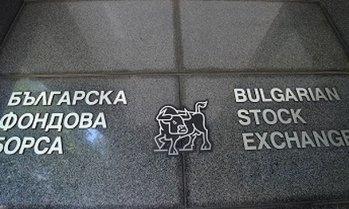 БЪЛГАРСКА
ФОНДОВА
БОРСА
BULGARIAN
STOCK
EXCHANGE